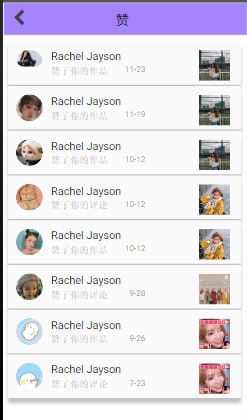 赞
Rachel Jayson
赞了你的作品 11-23
Rachel Jayson
赞了你的作品 11-19
Rachel Jayson
赞了你的作品 10-12
Rachel Jayson
赞了你的评论 10-12
Rachel Jayson
赞了你的作品 10-12
Rachel Jayson
赞了你的评论 9-28
Rachel Jayson
赞了你的作品 9-26
Rachel Jayson
赞了你的评论 7-23